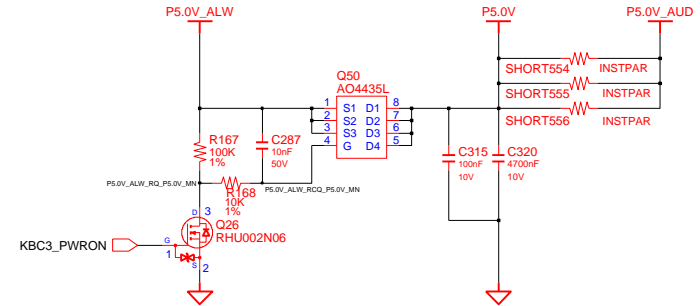 P5.0V_ALW
P5.0V
P5.0V_AUD
Q50
AO4435L
SHORT554
INSTPAR
1
S1
D1
8
2
S2
D2
7
3
S3
D3
6
4
G
D4
5
SHORT555
INSTPAR
SHORT556
INSTPAR
R167
100K
1%
C287
10nF
50V
C315
100nF
10V
C320
4700nF
10V
P5.0V_ALW_RQ_P5.0V_MN
R168
10K
1%
P5.0V_ALW_RCQ_P5.0V_MN
D
3
Q26
RHU002N06
KBC3_PWRON
G
1
S
2